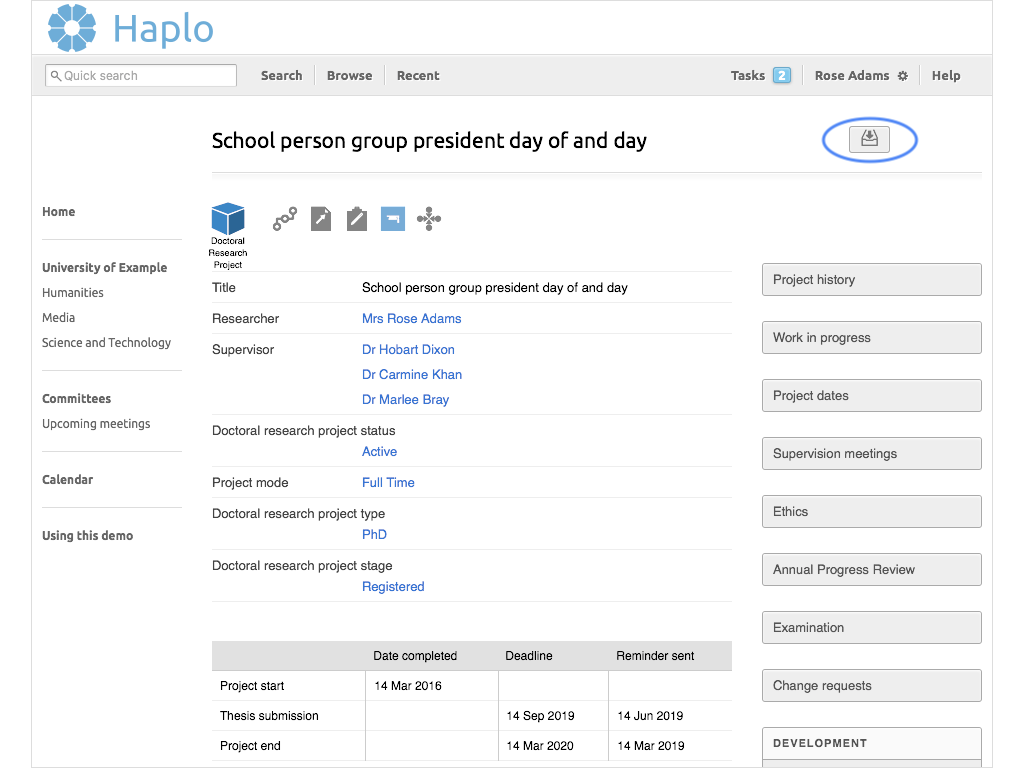 Haplo
Quick search Search Browse Recent Tasks 2 Rose Adams Help
School person group president day of and day
Home
University of Example
Humanities
Media
Science and Technology
Committees
Upcoming meetings
Calendar
Using this demo
Doctoral
Research
Project
Title School person group president day of and day
Researcher Mrs Rose Adams
Supervisor Dr Hobart Dixon
Dr Carmine Khan
Dr Marlee Bray
Doctoral research project status
Active
Project mode Full Time
Doctoral research project type
PhD
Doctoral research project stage
Registered
Date completed Deadline Reminder sent
Project start 14 Mar 2016
Thesis submission 14 Sep 2019 14 Jun 2019
Project end 14 Mar 2020 14 Mar 2019
Project history
Work in progress
Project dates
Supervision meetings
Ethics
Annual Progress Review
Examination
Change requests
DEVELOPMENT